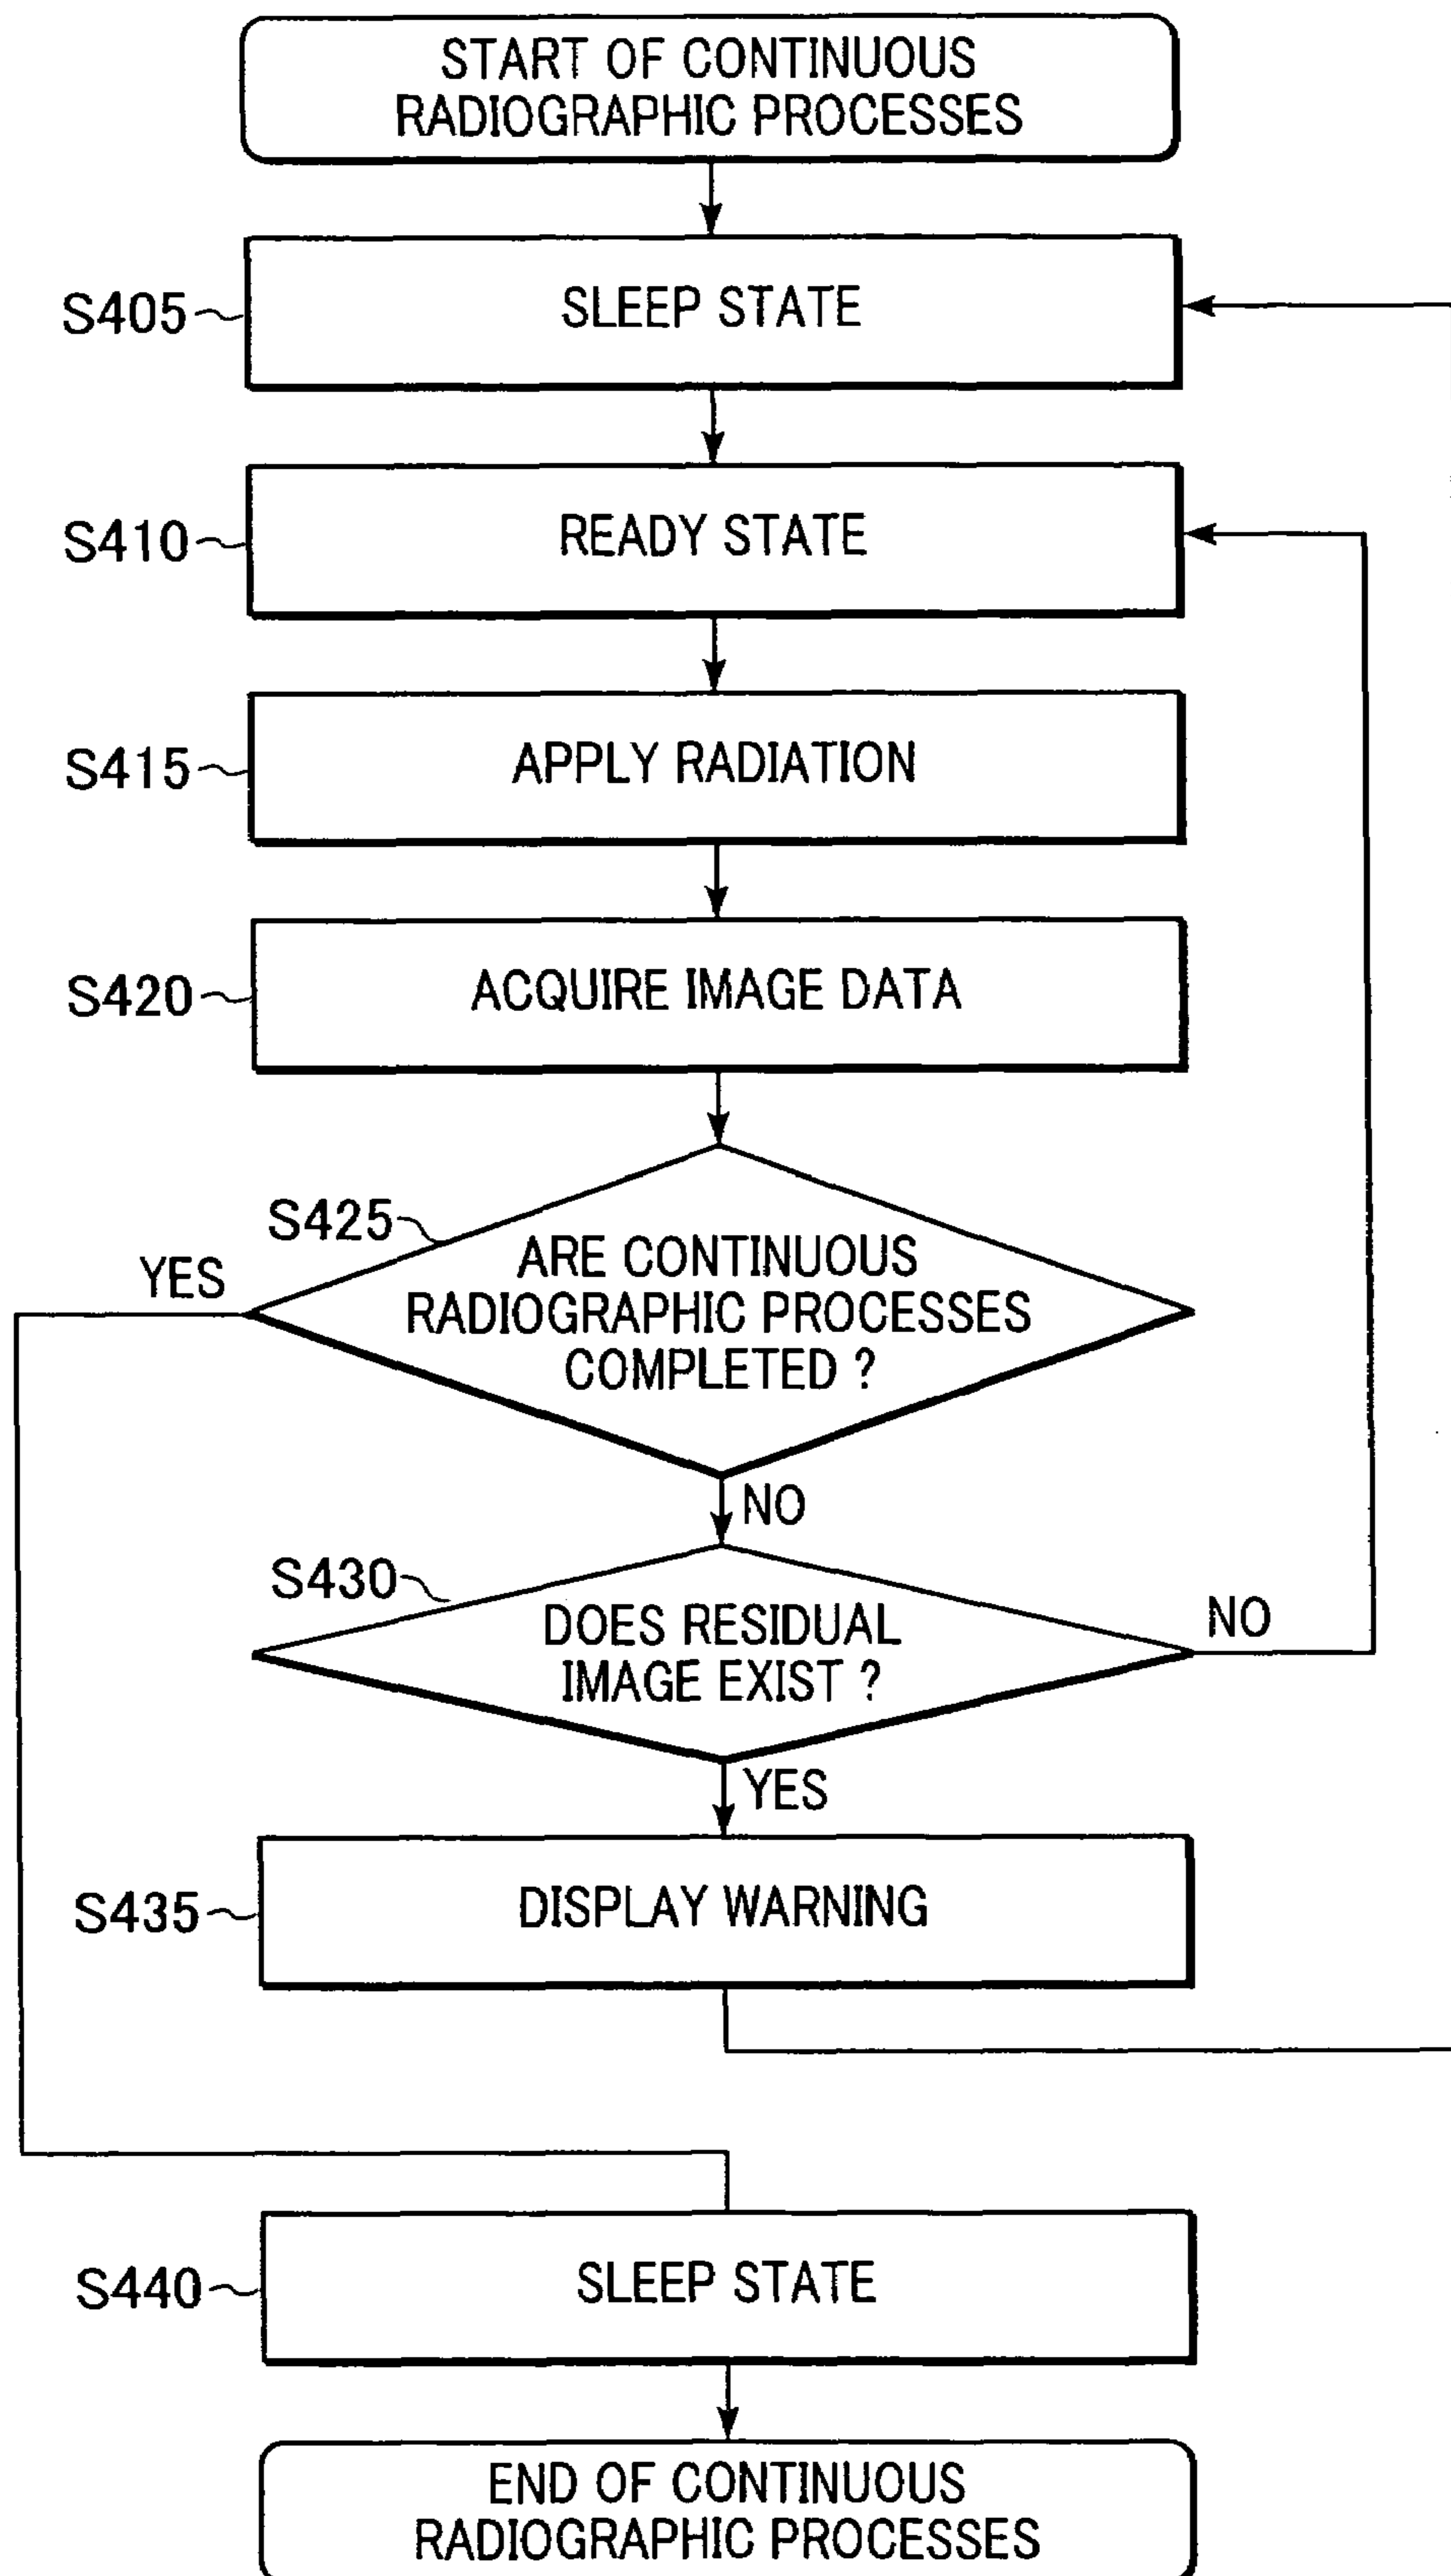 START OF CONTINUOUS
RADIOGRAPHIC PROCESSES
S405
SLEEP STATE
S410
READY STATE
S415
APPLY RADIATION
S420
ACQUIRE IMAGE DATA
S425
YES
ARE CONTINUOUS
RADIOGRAPHIC PROCESSES
COMPLETED ?
NO
S430
DOES RESIDUAL
IMAGE EXIST ?
NO
YES
S435
DISPLAY WARNING
S440
SLEEP STATE
END OF CONTINUOUS
RADIOGRAPHIC PROCESSES